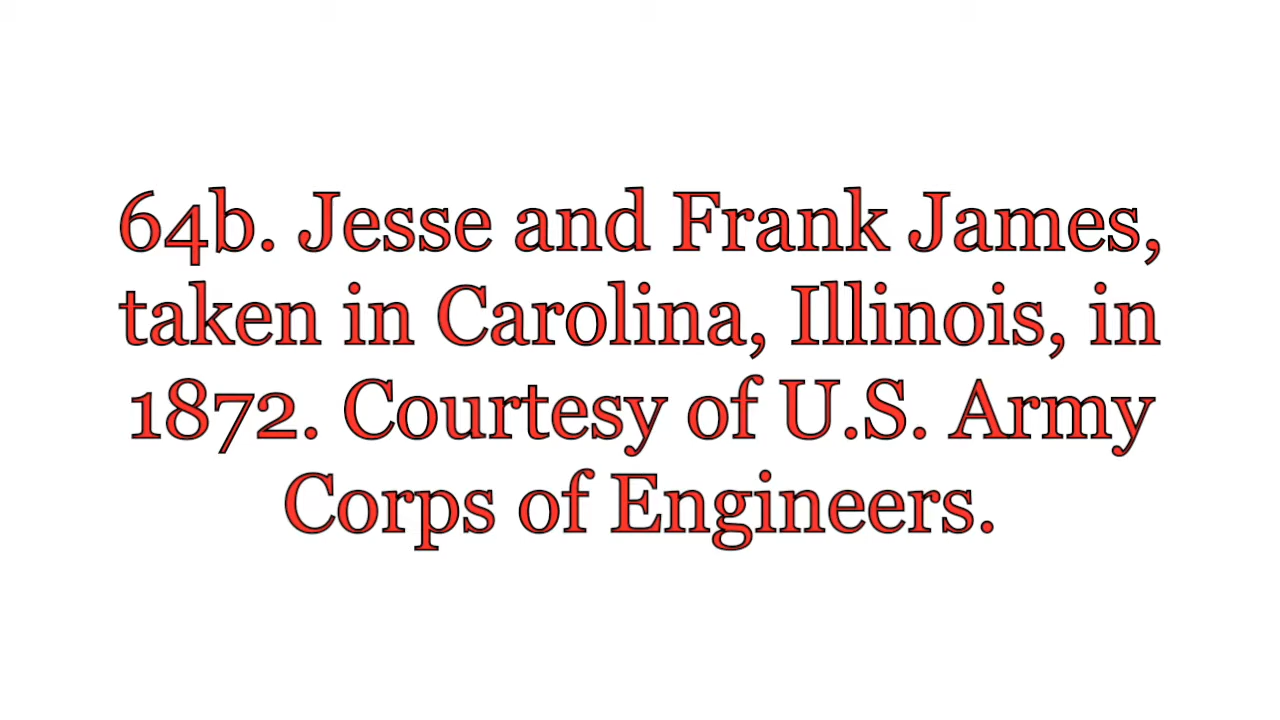 64b. Jesse and Frank James,
taken in Carolina, Illinois, in
1872. Courtesy of U.S. Army
Corps of Engineers.